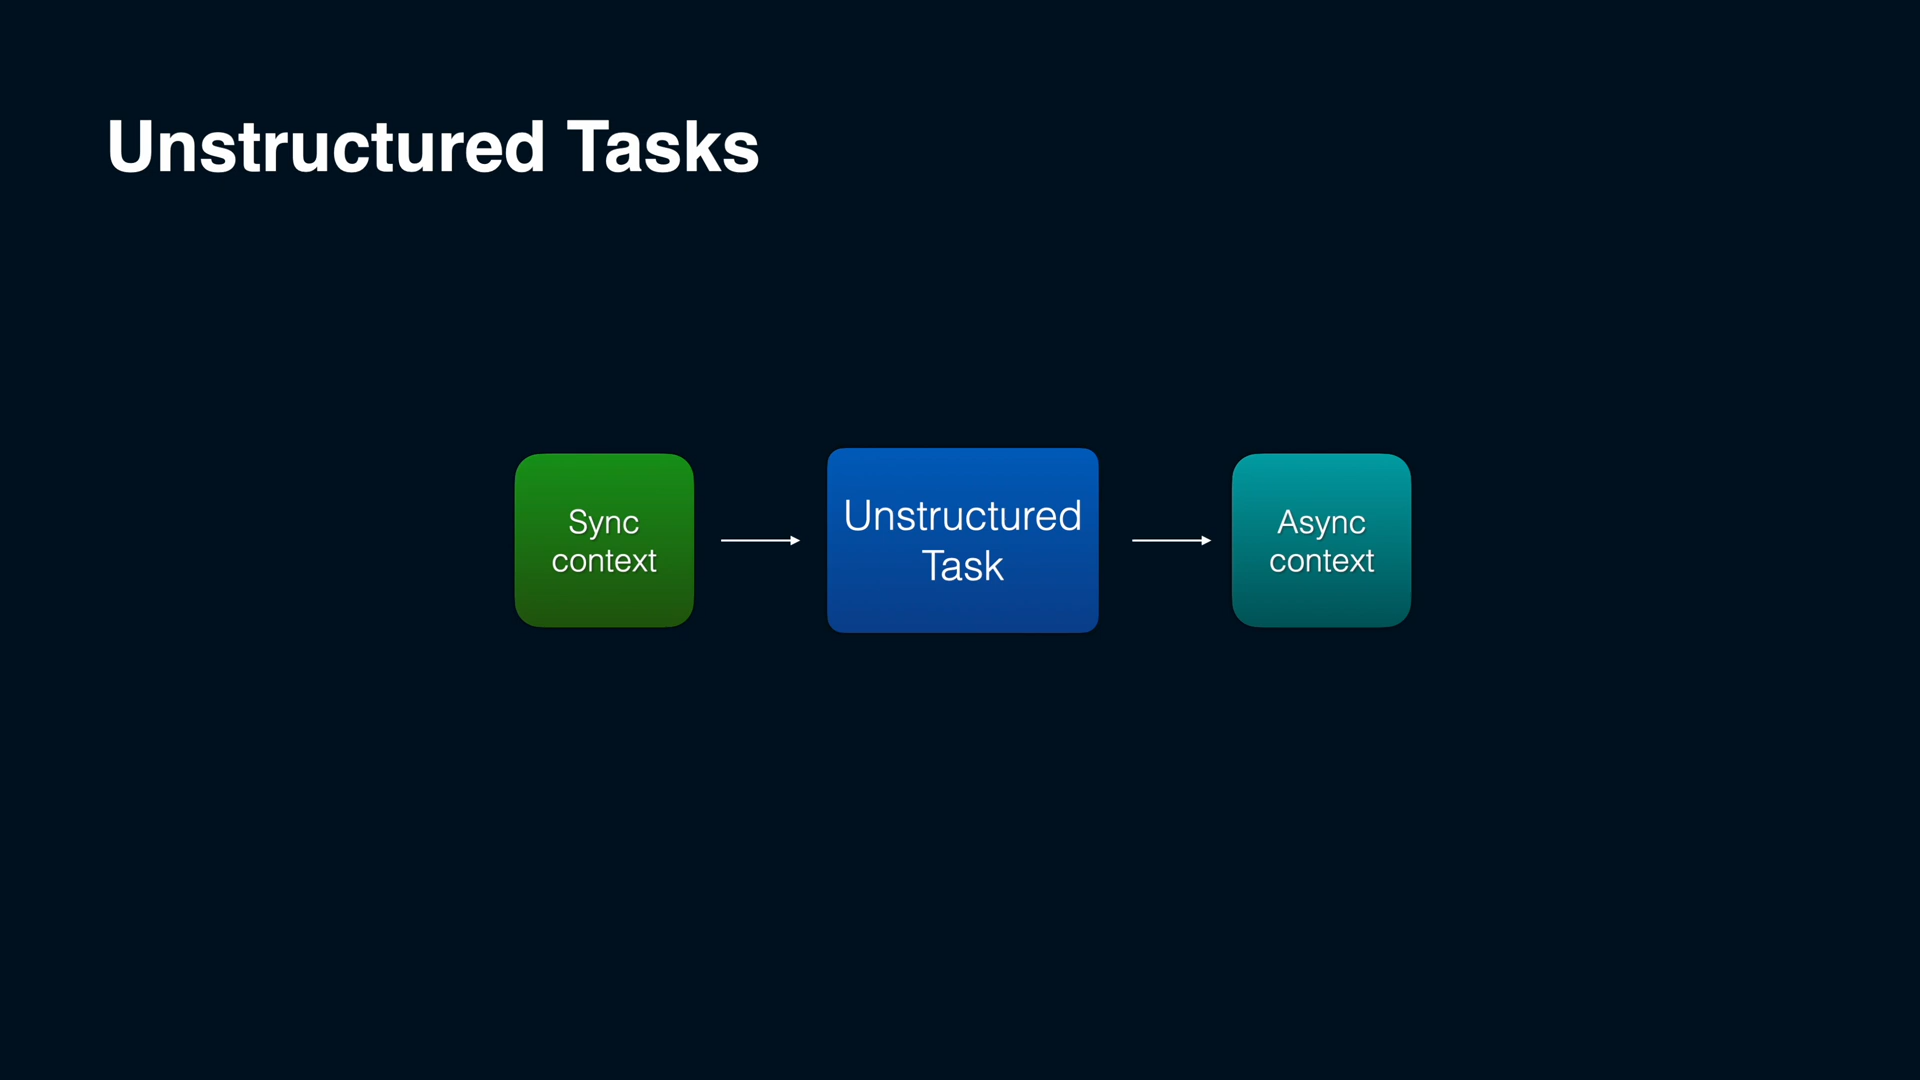 Unstructured Tasks
Sync
context
Unstructured
Task
Async
context